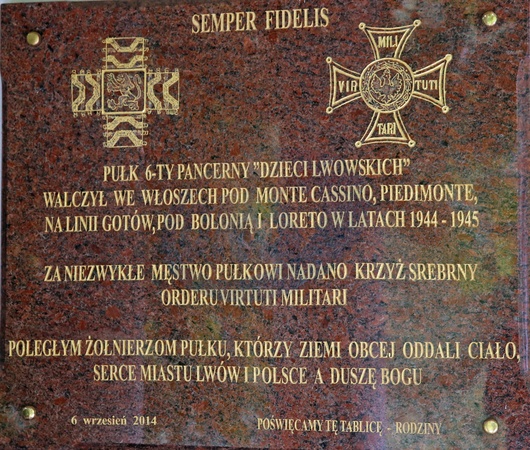 SEMPER FIDELIS
MILI
VIR TUTI
TARI
PUŁK 6-TY PANCERNY "DZIECI LWOWSKICH"
WALCZYŁ WE WŁOSZECH POD MONTE CASSINO, PIEDIMONTE,
NA LINII GOTÓW, POD BOLONIĄ I LORETO W LATACH 1944 - 1945
ZA NIEZWYKŁE MĘSTWO PUŁKOWI NADANO KRZYŻ SREBRNY
ORDERU VIRTUTI MILITARI
POLEGŁYM ŻOŁNIERZOM PUŁKU, KTÓRZY ZIEMI OBCEJ ODDALI CIAŁO,
SERCE MIASTU LWÓW I POLSCE A DUSZĘ BOGU
6 wrzesień 2014 POŚWIĘCAMY TĘ TABLICĘ - RODZINY